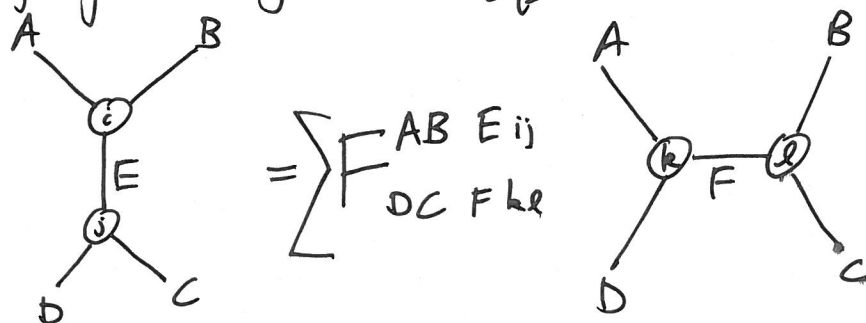 A B A B
i k l
E = ∑ F AB E ij F
j DC F kl
D C D C